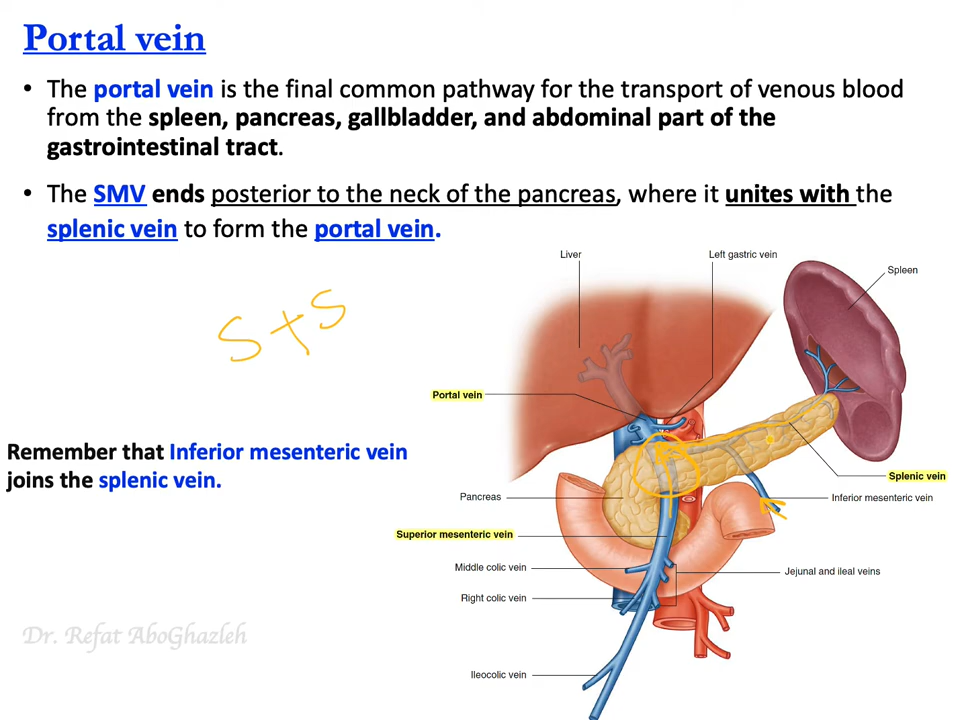 Portal vein
• The portal vein is the final common pathway for the transport of venous blood
from the spleen, pancreas, gallbladder, and abdominal part of the
gastrointestinal tract.
• The SMV ends posterior to the neck of the pancreas, where it unites with the
splenic vein to form the portal vein.
Liver
Left gastric vein
Spleen
S + S
Portal vein
Remember that Inferior mesenteric vein
joins the splenic vein.
Splenic vein
Pancreas
Inferior mesenteric vein
Superior mesenteric vein
Middle colic vein
Jejunal and ileal veins
Right colic vein
Dr. Refat AboGhazleh
Ileocolic vein